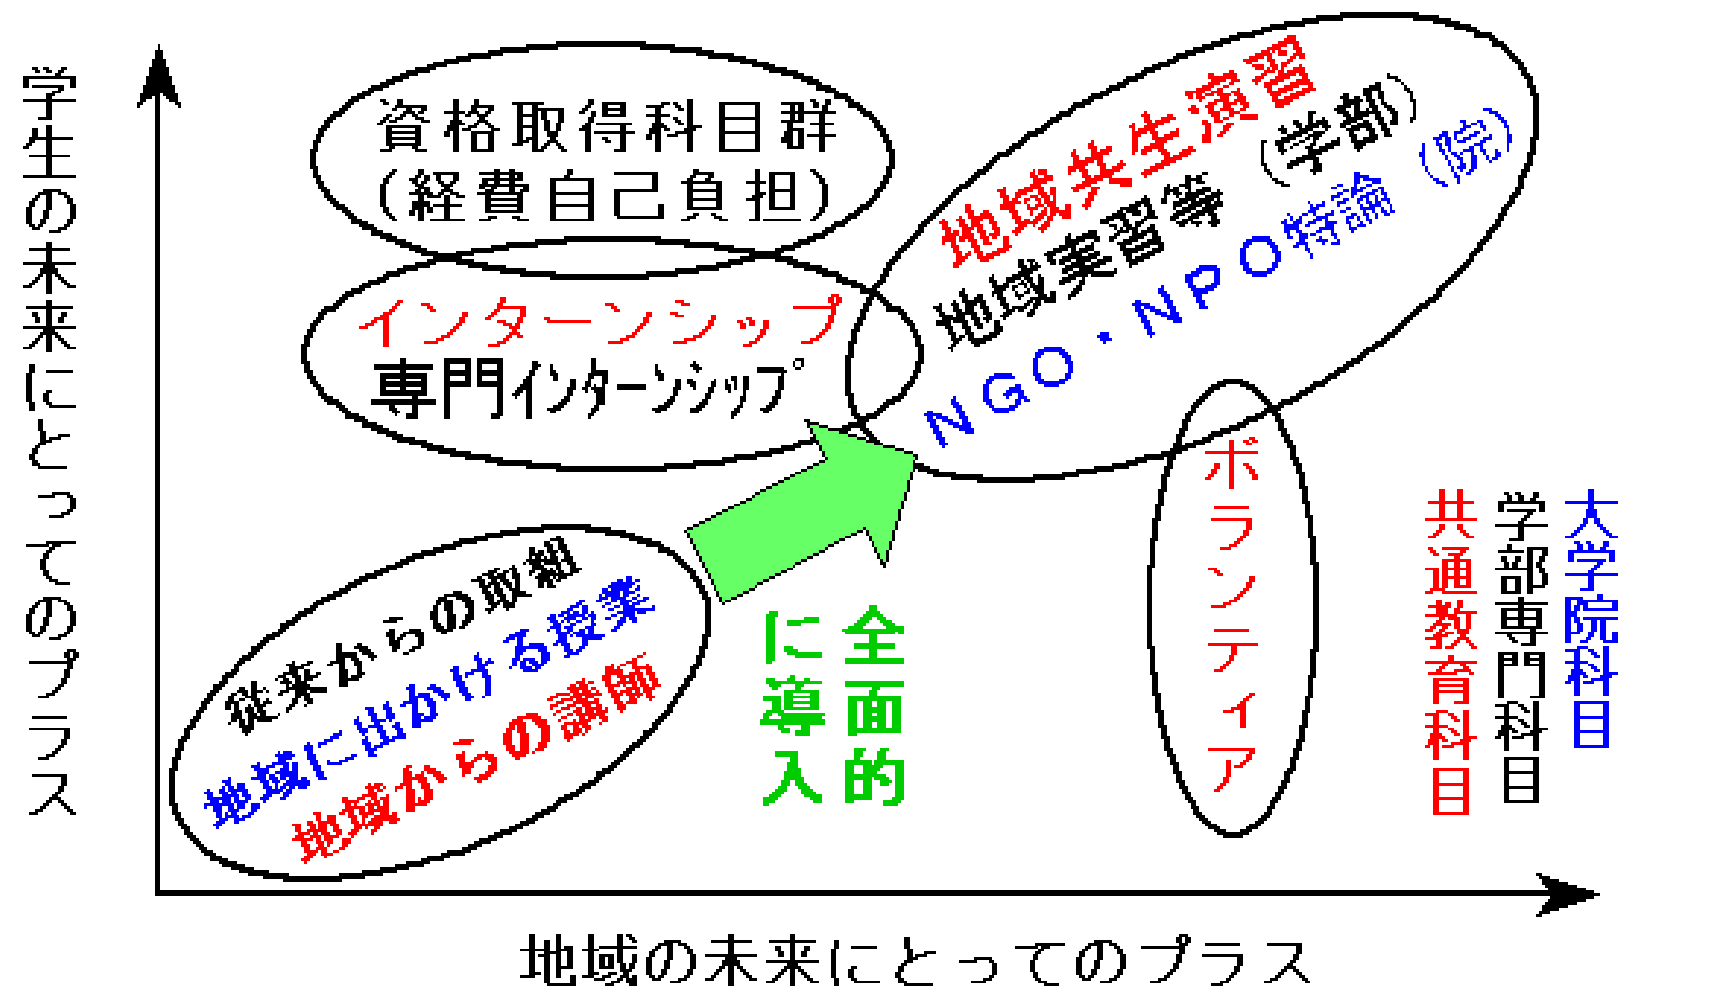 学生の未来にとってのプラス
資格取得科目群
(経費自己負担)
インターンシップ
専門インターンシップ
地域共生演習
地域実習等（学部）
NGO・NPO特論（院）
ボランティア
従来からの取組
地域に出かける授業
地域からの講師
全面的
に導入
大学院科目
学部専門科目
共通教育科目
地域の未来にとってのプラス